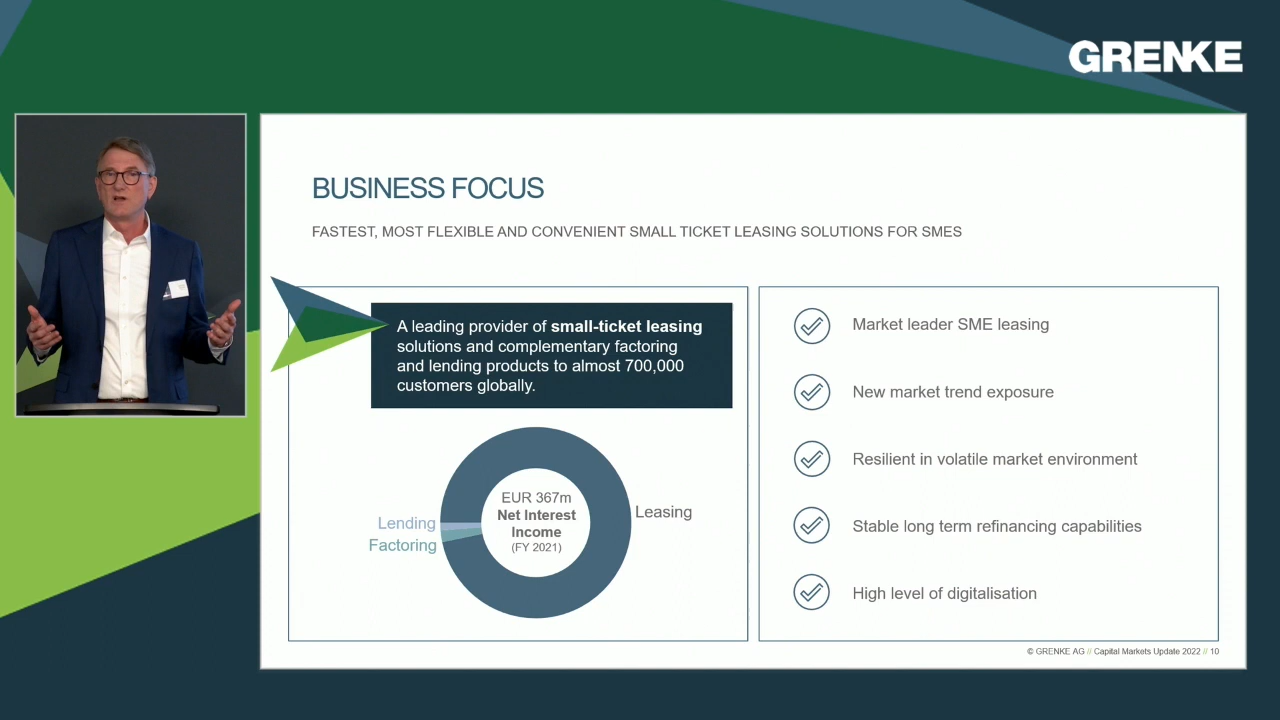 GRENKE
BUSINESS FOCUS
FASTEST, MOST FLEXIBLE AND CONVENIENT SMALL TICKET LEASING SOLUTIONS FOR SMES
A leading provider of small-ticket leasing
solutions and complementary factoring
and lending products to almost 700,000
customers globally.
EUR 367m
Net Interest
Income
(FY 2021)
Leasing
Lending
Factoring
Market leader SME leasing
New market trend exposure
Resilient in volatile market environment
Stable long term refinancing capabilities
High level of digitalisation
© GRENKE AG // Capital Markets Update 2022 // 10